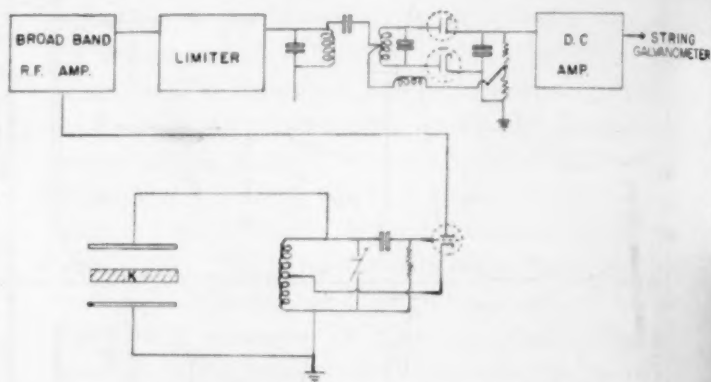 BROAD BAND
R.F. AMP.
LIMITER
D.C
AMP.
STRING
GALVANOMETER
K